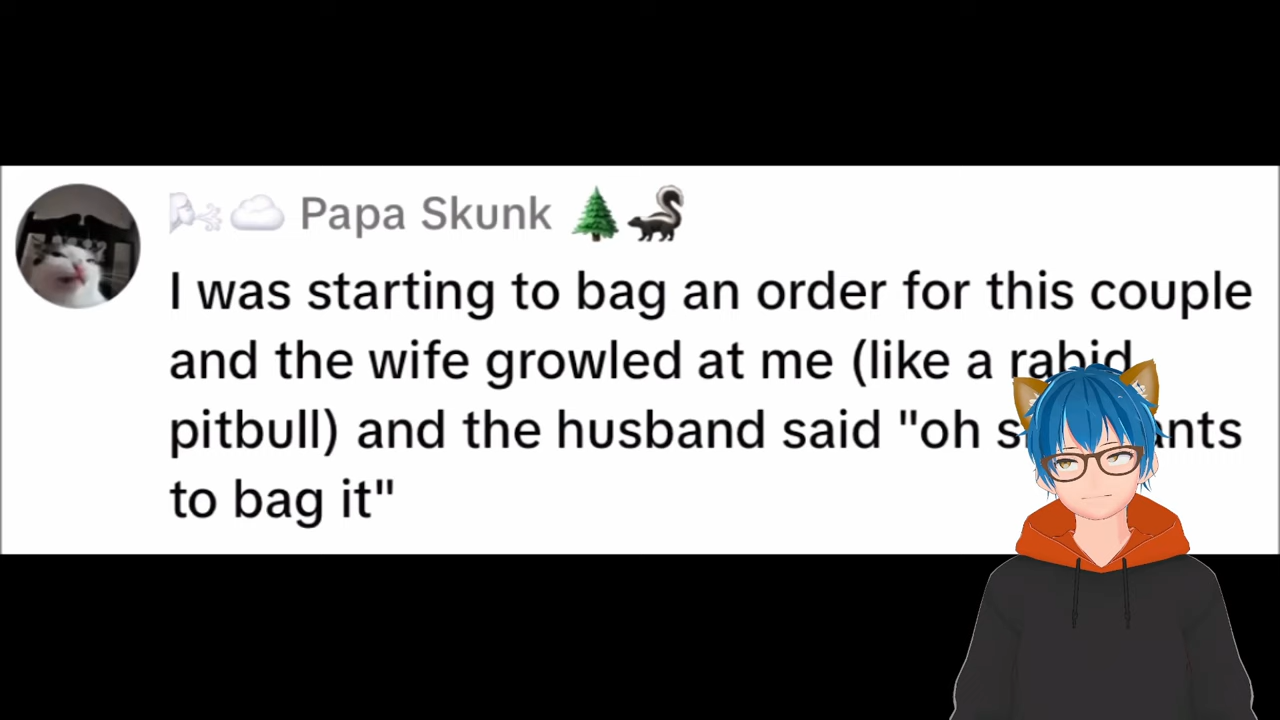 🌬️☁️ Papa Skunk 🌲🦨
I was starting to bag an order for this couple
and the wife growled at me (like a rabid
pitbull) and the husband said "oh
to bag it"